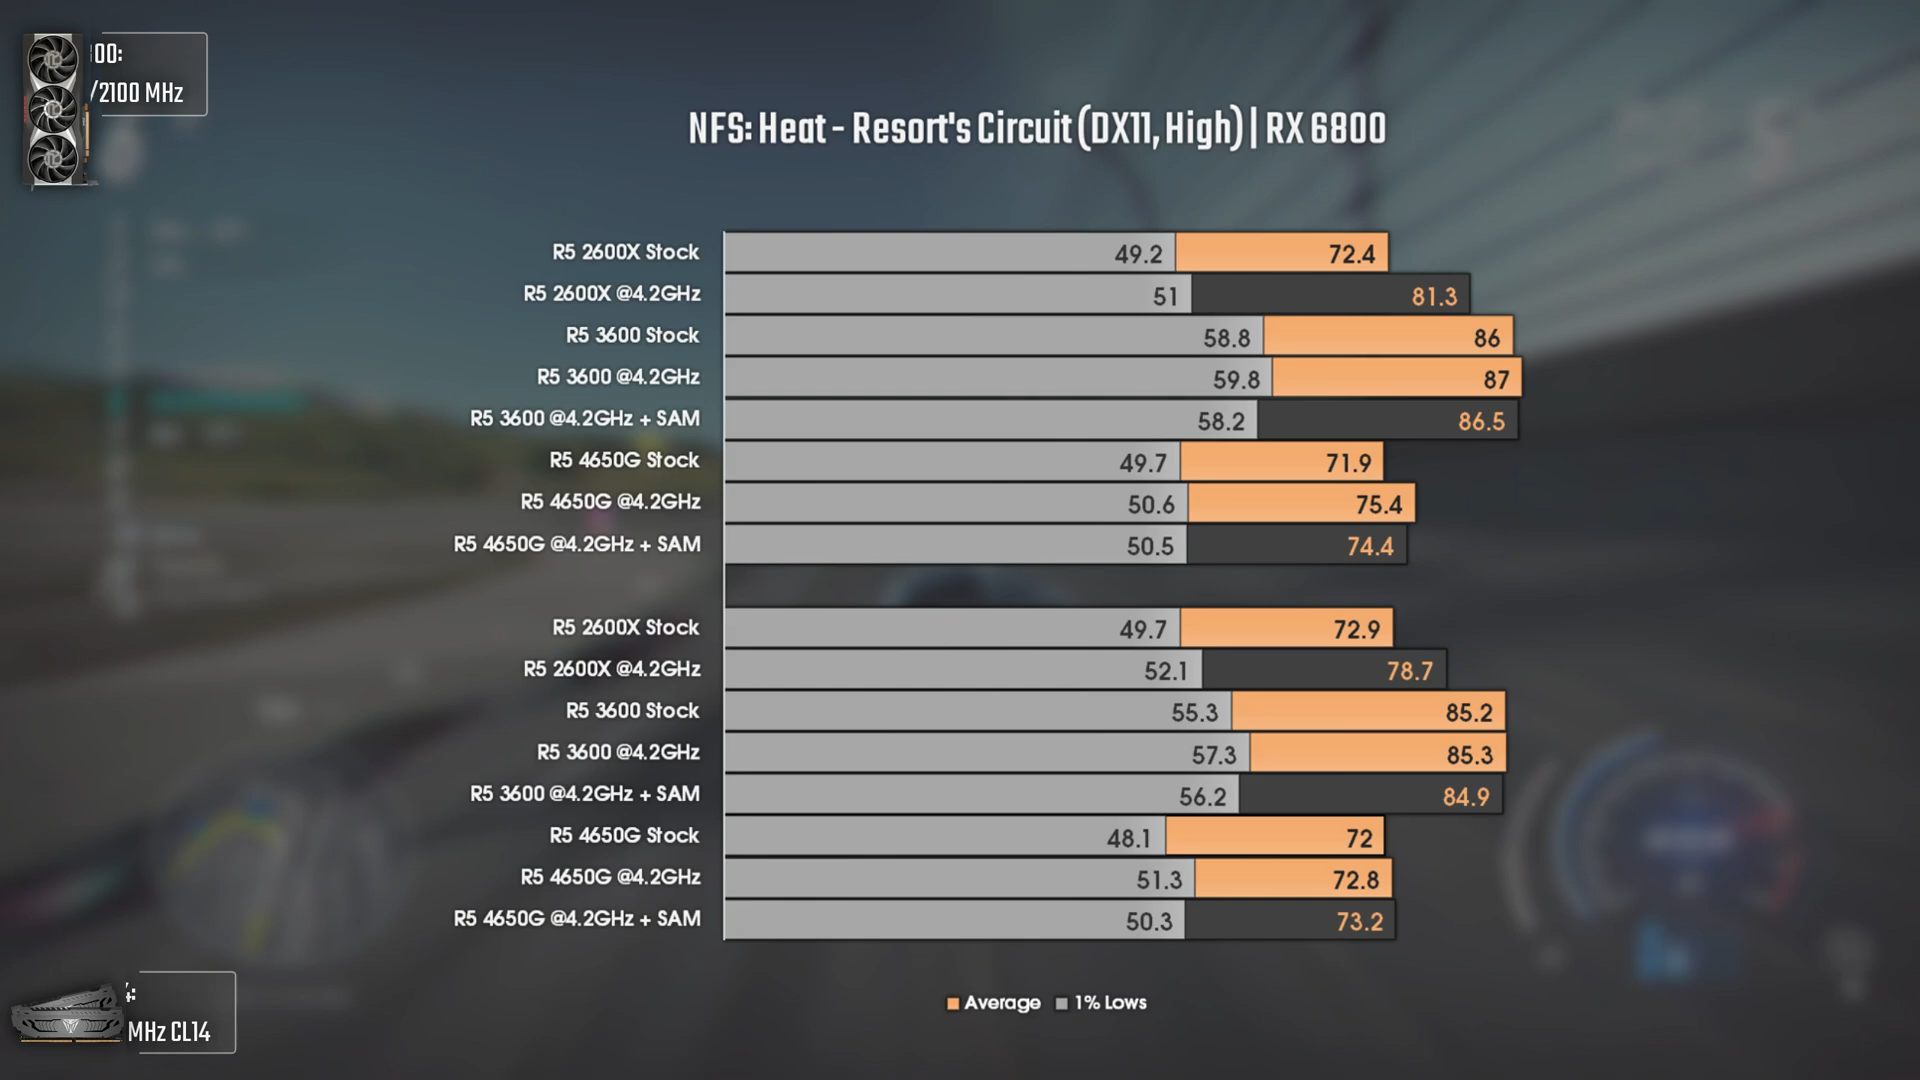 00:
/2100 MHz
NFS: Heat - Resort's Circuit (DX11, High) | RX 6800
R5 2600X Stock 49.2 72.4
R5 2600X @4.2GHz 51 81.3
R5 3600 Stock 58.8 86
R5 3600 @4.2GHz 59.8 87
R5 3600 @4.2GHz + SAM 58.2 86.5
R5 4650G Stock 49.7 71.9
R5 4650G @4.2GHz 50.6 75.4
R5 4650G @4.2GHz + SAM 50.5 74.4
R5 2600X Stock 49.7 72.9
R5 2600X @4.2GHz 52.1 78.7
R5 3600 Stock 55.3 85.2
R5 3600 @4.2GHz 57.3 85.3
R5 3600 @4.2GHz + SAM 56.2 84.9
R5 4650G Stock 48.1 72
R5 4650G @4.2GHz 51.3 72.8
R5 4650G @4.2GHz + SAM 50.3 73.2
Average 1% Lows
MHz CL14